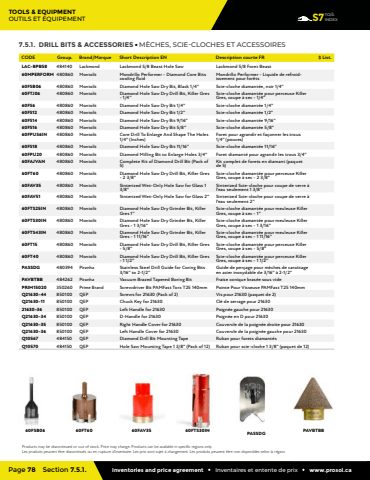 TOOLS & EQUIPMENT
OUTILS ET ÉQUIPEMENT
S7 TOOL INDEX
7.5.1. DRILL BITS & ACCESSORIES • MÈCHES, SCIE-CLOCHES ET ACCESSOIRES
CODE Group. Brand/Marque Short Description EN Description courte FR $ List.
LAC-BPBSB 484140 Lackmond Lackmond 5/8 Beast Hole Saw Lackmond 5/8 Foret Beast
60MPERFORM 480860 Montolit Mondrillo Performer - Diamond Core Bits cooling fluid Mondrillo Performer - Liquide de refroidissement pour forêts
60FSB06 480860 Montolit Diamond Hole Saw Dry Bit, Black 1/4" Scie-cloche diamantée, noir 1/4"
60FTJ06 480860 Montolit Diamond Hole Saw Dry Drill Bit, Killer Gres - 1/4" Scie-cloche diamantée pour perceuse Killer Gres, coupe à sec - 1/4"
60FS6 480860 Montolit Diamond Hole Saw Dry Bit 1/4" Scie-cloche diamantée 1/4"
60FS12 480860 Montolit Diamond Hole Saw Dry Bit 1/2" Scie-cloche diamantée 1/2"
60FS14 480860 Montolit Diamond Hole Saw Dry Bit 9/16" Scie-cloche diamantée 9/16"
60FS16 480860 Montolit Diamond Hole Saw Dry Bit 5/8" Scie-cloche diamantée 5/8"
60FPU36IN 480860 Montolit Core Drill To Enlarge And Shape The Holes 1/4" (Inches) Foret pour agrandir et façonner les trous 1/4" (pouces)
60FS18 480860 Montolit Diamond Hole Saw Dry Bit 11/16" Scie-cloche diamantée 11/16"
60FPU20 480860 Montolit Diamond Milling Bit to Enlarge Holes 3/4" Foret diamanté pour agrandir les trous 3/4"
60FAJVAN 480860 Montolit Complete Kit of Diamond Drill Bit (Pack of 5) Kit complet de forets en diamant (paquet de 5)
60FT60 480860 Montolit Diamond Hole Saw Dry Drill Bit, Killer Gres - 2 3/8" Scie-cloche diamantée pour perceuse Killer Gres, coupe à sec - 2 3/8"
60FAV35 480860 Montolit Sinterized Wet-Only Hole Saw for Glass 1 3/8" Sinterized Scie-cloche pour coupe de verre à l'eau seulement 1 3/8"
60FAV51 480860 Montolit Sinterized Wet-Only Hole Saw for Glass 2" Sinterized Scie-cloche pour coupe de verre à l'eau seulement 2"
60FTS25IN 480860 Montolit Diamond Hole Saw Dry Grinder Bit, Killer Gres 1" Scie-cloche diamantée pour meuleuse Killer Gres, coupe à sec - 1"
60FTS30IN 480860 Montolit Diamond Hole Saw Dry Grinder Bit, Killer Gres - 1 3/16" Scie-cloche diamantée pour meuleuse Killer Gres, coupe à sec - 1 3/16"
60FTS43IN 480860 Montolit Diamond Hole Saw Dry Grinder Bit, Killer Gres - 1 11/16" Scie-cloche diamantée pour meuleuse Killer Gres, coupe à sec - 1 11/16"
60FT15 480860 Montolit Diamond Hole Saw Dry Drill Bit, Killer Gres - 5/8" Scie-cloche diamantée pour perceuse Killer Gres, coupe à sec - 5/8"
60FT40 480860 Montolit Diamond Hole Saw Dry Drill Bit, Killer Gres - 1 1/2" Scie-cloche diamantée pour perceuse Killer Gres, coupe à sec - 1 1/2"
PASSDG 480394 Piranha Stainless Steel Drill Guide for Coring Bits 3/16" to 2-1/2" Guide de perçage pour mèches de carottage en acier inoxydable de 3/16" à 2-1/2"
PAVBTBB 484262 Piranha Vacuum Brazed Tapered Boring Bit Fraise conique brasée sous vide
PRIM15020 350260 Prime Brand Screwdriver Bit PAMFast Torx T25 140mm Pointe Pour Visseuse PAMFast T25 140mm
Q21630-44 850100 QEP Screws for 21630 (Pack of 2) Vis pour 21630 (paquet de 2)
Q21630-11 850100 QEP Chuck Key for 21630 Clé de serrage pour 21630
21630-36 850100 QEP Left Handle for 21630 Poignée gauche pour 21630
Q21630-34 850100 QEP D-Handle for 21630 Poignée en D pour 21630
Q21630-35 850100 QEP Right Handle Cover for 21630 Couvercle de la poignée droite pour 21630
Q21630-36 850100 QEP Left Handle Cover for 21630 Couvercle de la poignée gauche pour 21630
Q10567 484150 QEP Diamond Drill Bit Mounting Tape Ruban pour forets diamantés
Q10570 484150 QEP Hole Saw Mounting Tape 1 3/8" (Pack of 12) Ruban pour scie-cloche 1 3/8" (paquet de 12)
60FSB06 60FT60 60FAV35 60FTS30IN PASSDG PAVBTBB
Products may be discontinued or out of stock. Price may change. Products can be available in specific regions only.
Les produits peuvent être discontinués ou en rupture d'inventaire. Les prix sont sujet à changement. Les produits peuvent être non disponibles selon la région.
Page 78 Section 7.5.1. Inventories and price agreement • Inventaires et entente de prix • www.prosol.ca